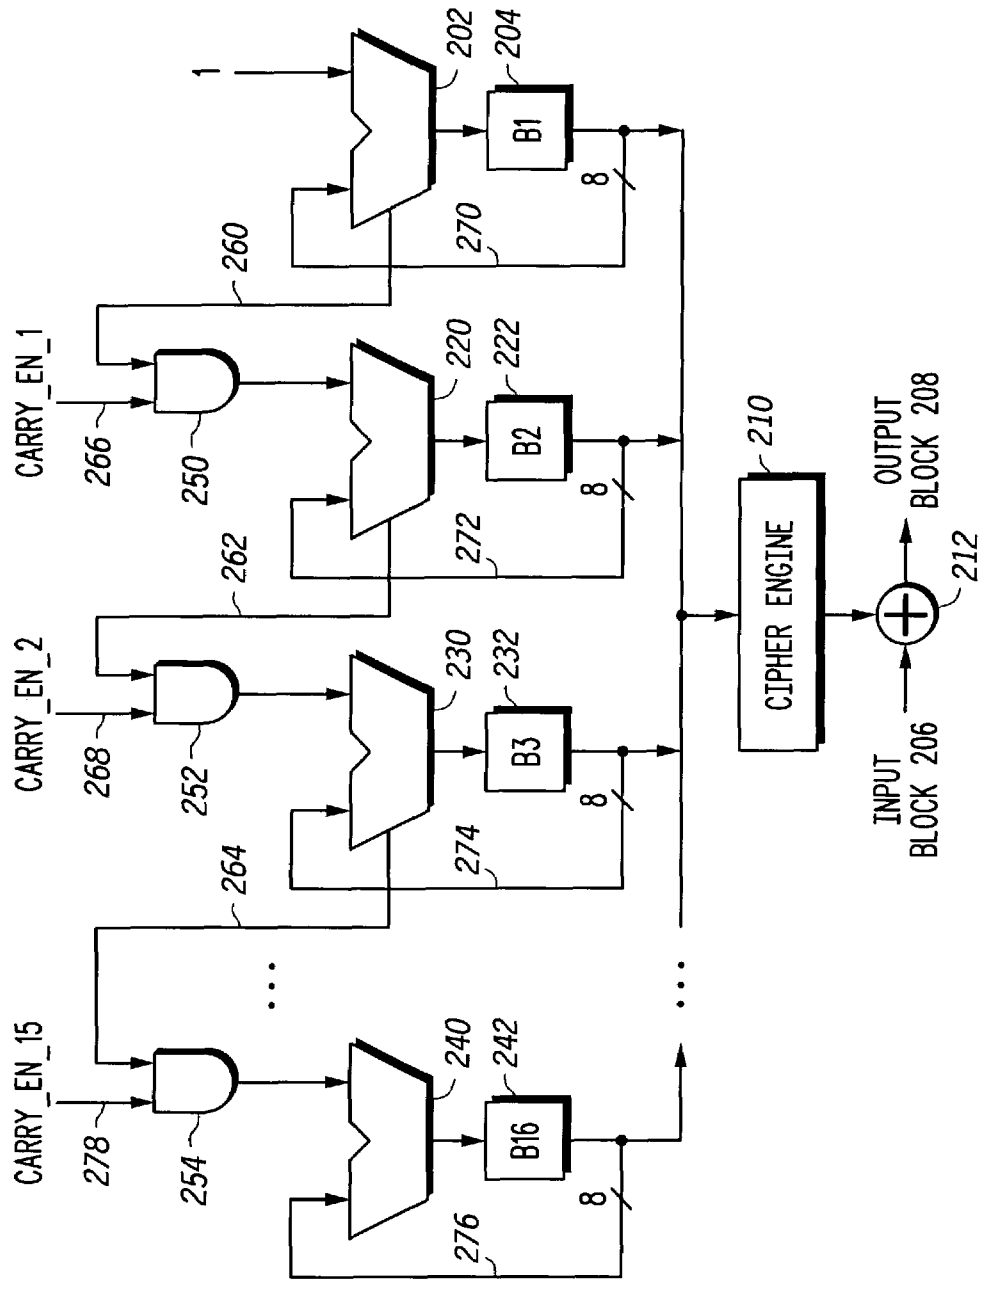 CARRY_EN_15
CARRY_EN_2
CARRY_EN_1
278
268
266
254
252
250
1
264
262
260
...
240
230
220
202
276
274
272
270
242
232
222
204
B16
B3
B2
B1
8
8
8
8
...
210
CIPHER ENGINE
INPUT
BLOCK 206
OUTPUT
BLOCK 208
212